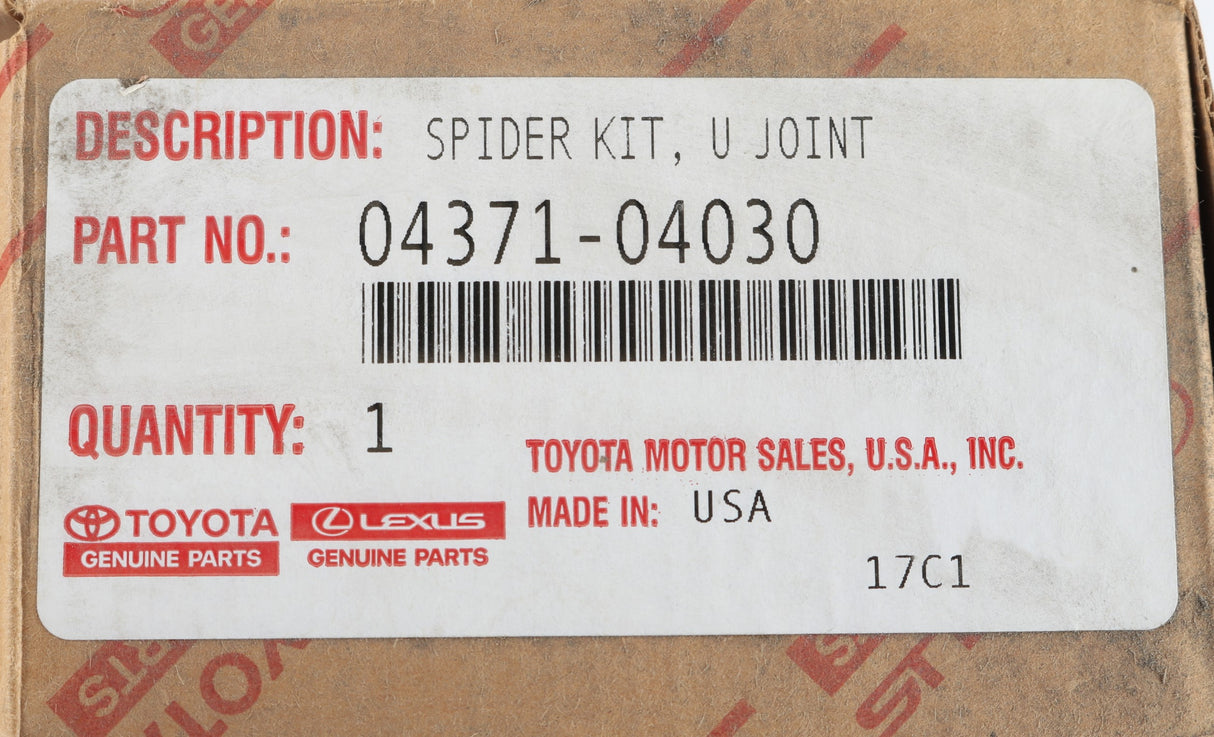 GE
DESCRIPTION: SPIDER KIT, U JOINT
PART NO.: 04371-04030
QUANTITY: 1
TOYOTA MOTOR SALES, U.S.A., INC.
TOYOTA LEXUS MADE IN: USA
GENUINE PARTS GENUINE PARTS
17C1